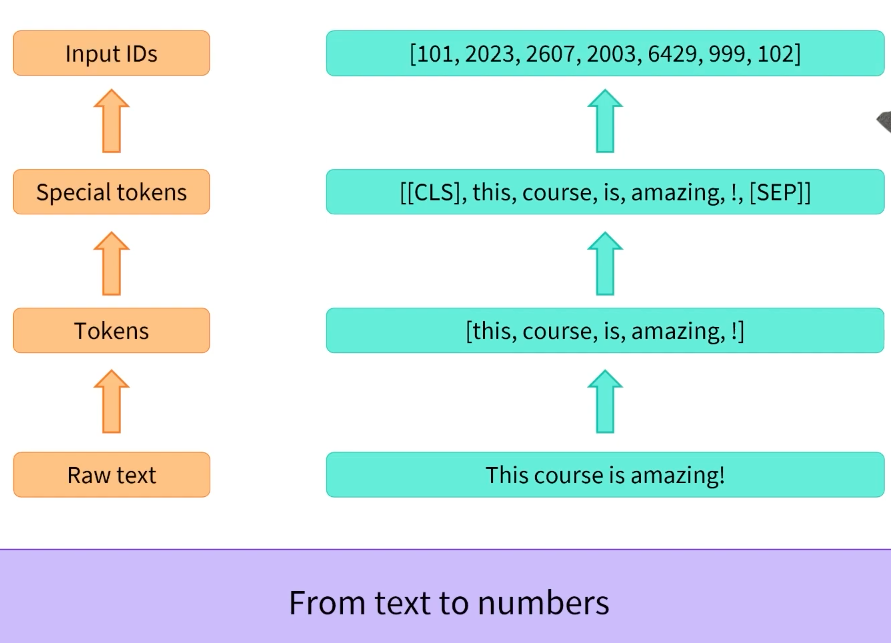 Input IDs
[101, 2023, 2607, 2003, 6429, 999, 102]
Special tokens
[[CLS], this, course, is, amazing, !, [SEP]]
Tokens
[this, course, is, amazing, !]
Raw text
This course is amazing!
From text to numbers